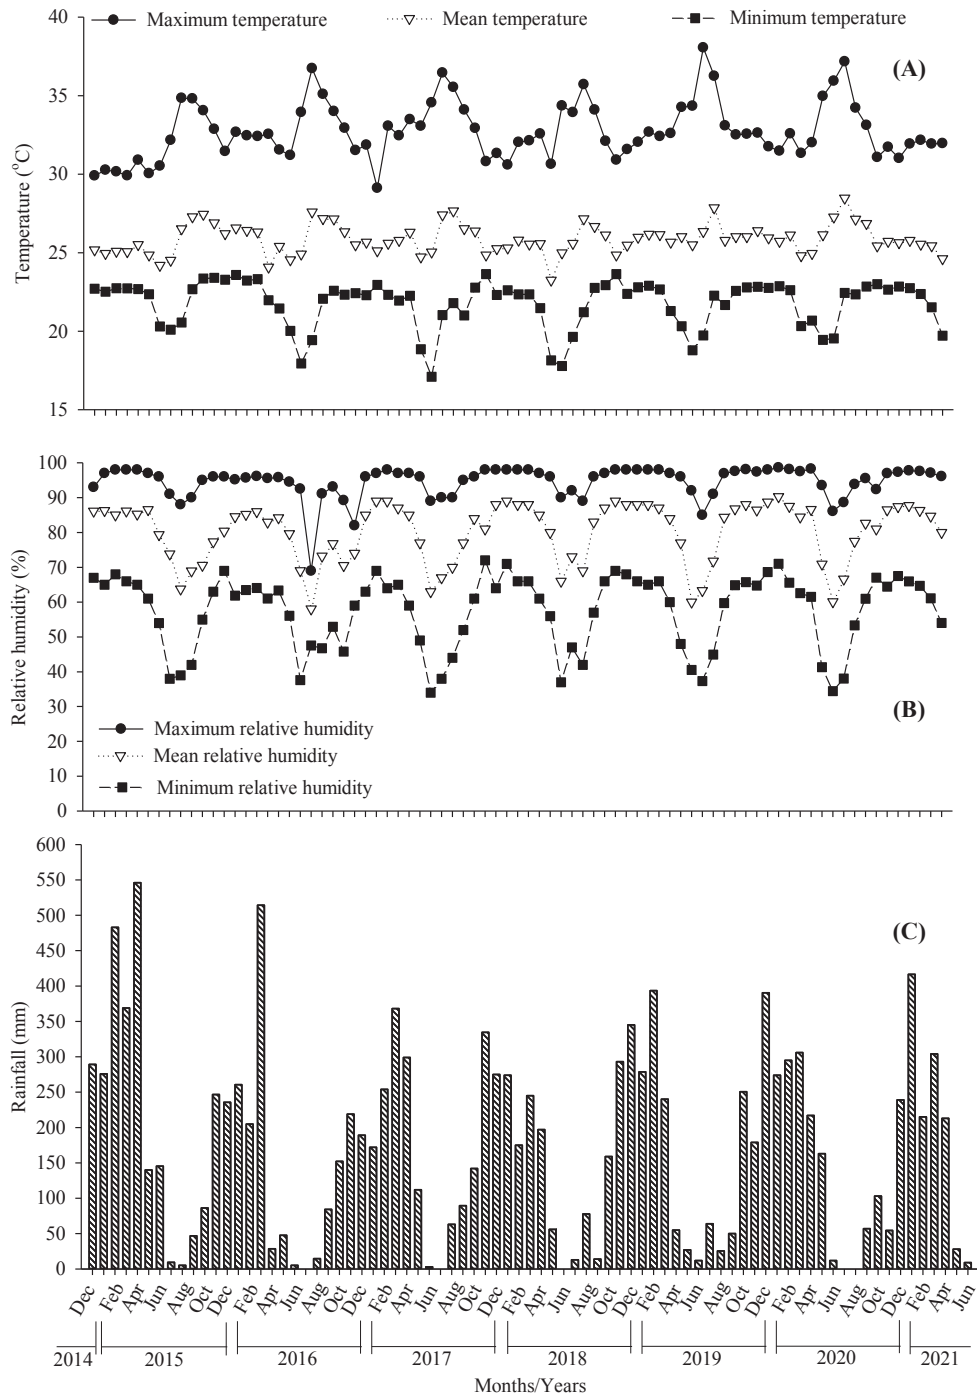 Maximum temperature Mean temperature Minimum temperature
(A)
Temperature (°C)
40
35
30
25
20
15
(B)
Relative humidity (%)
100
90
80
70
60
50
40
30
20
10
0
Maximum relative humidity
Mean relative humidity
Minimum relative humidity
(C)
Rainfall (mm)
600
550
500
450
400
350
300
250
200
150
100
50
0
Dec Feb Apr Jun Aug Oct Dec Feb Apr Jun Aug Oct Dec Feb Apr Jun Aug Oct Dec Feb Apr Jun Aug Oct Dec Feb Apr Jun Aug Oct Dec Feb Apr Jun Aug Oct Dec Feb Apr Jun
2014 2015 2016 2017 2018 2019 2020 2021
Months/Years